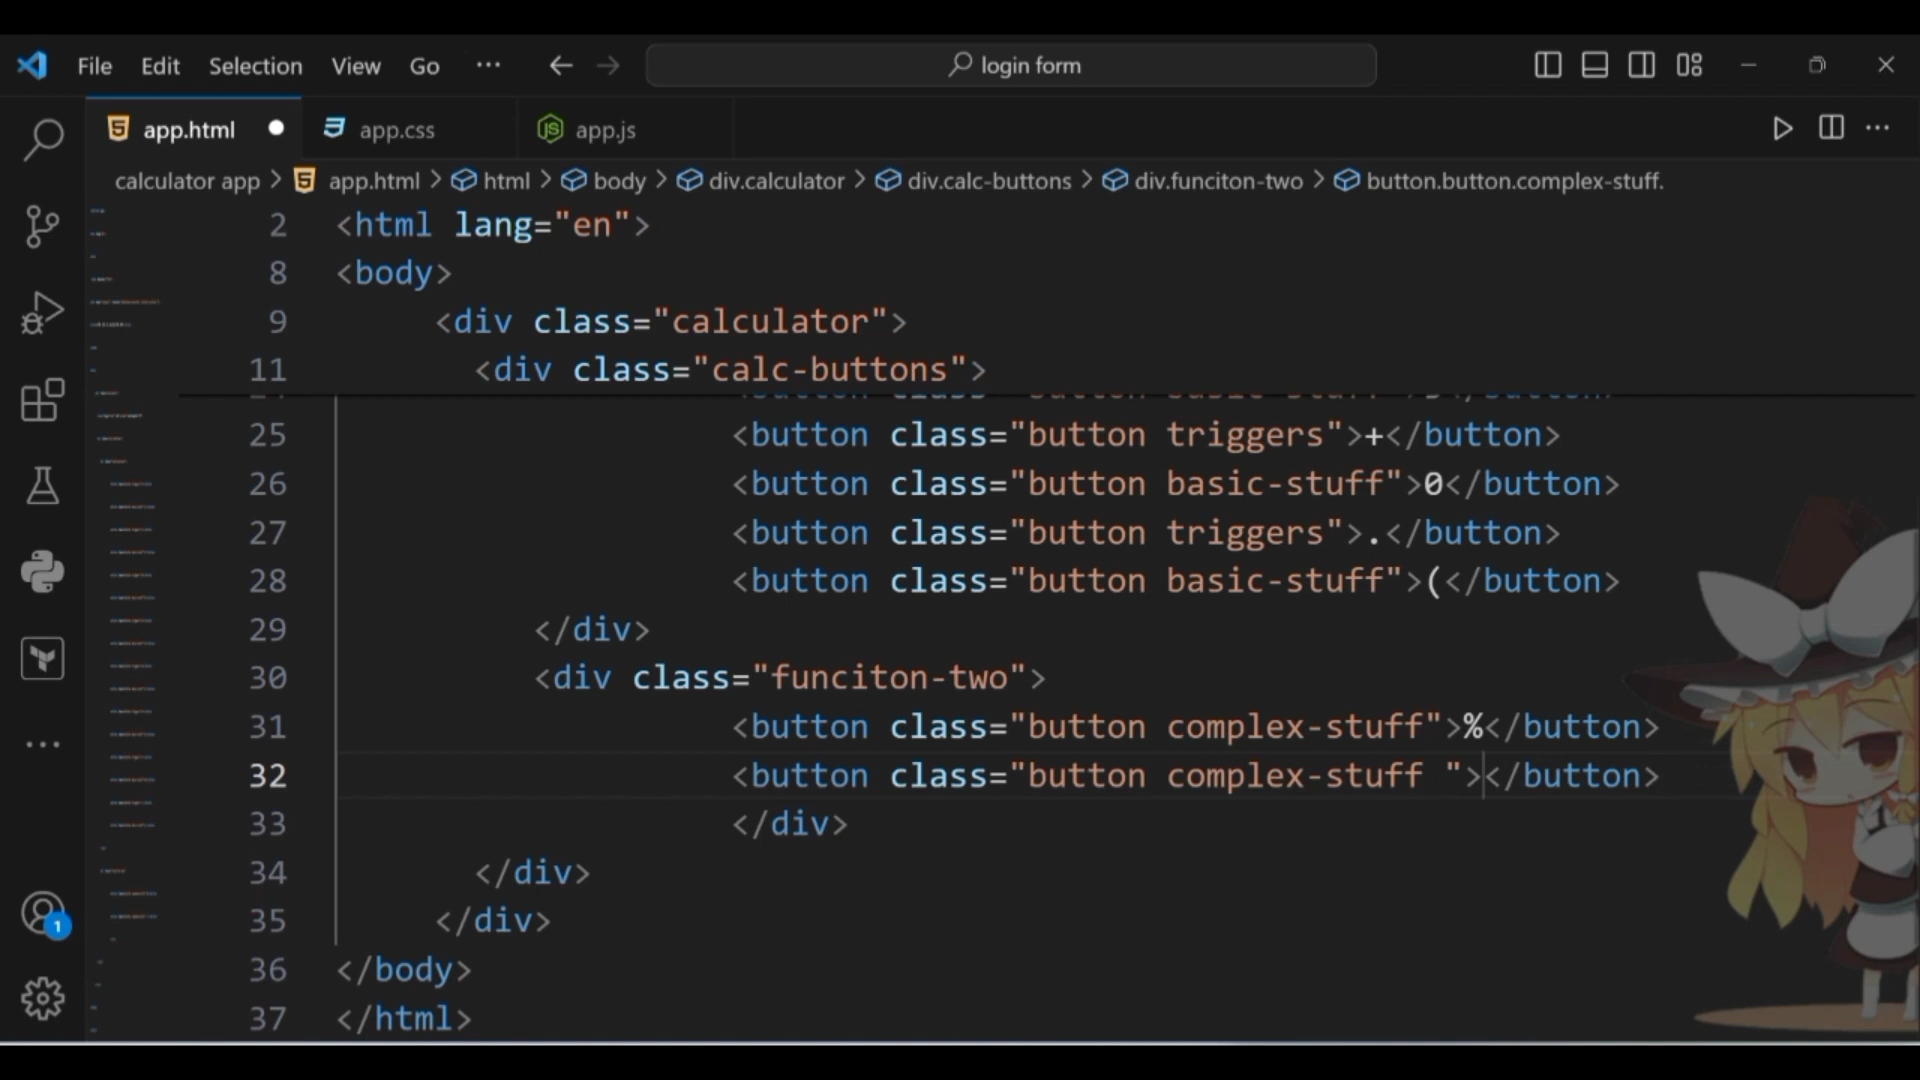 File Edit Selection View Go ··· login form
app.html app.css app.js
calculator app > app.html > html > body > div.calculator > div.calc-buttons > div.funciton-two > button.button.complex-stuff.
2 <html lang="en">
8 <body>
9 <div class="calculator">
11 <div class="calc-buttons">
25 <button class="button triggers">+</button>
26 <button class="button basic-stuff">0</button>
27 <button class="button triggers">.</button>
28 <button class="button basic-stuff">(</button>
29 </div>
30 <div class="funciton-two">
31 <button class="button complex-stuff">%</button>
32 <button class="button complex-stuff "></button>
33 </div>
34 </div>
35 </div>
36 </body>
37 </html>
1